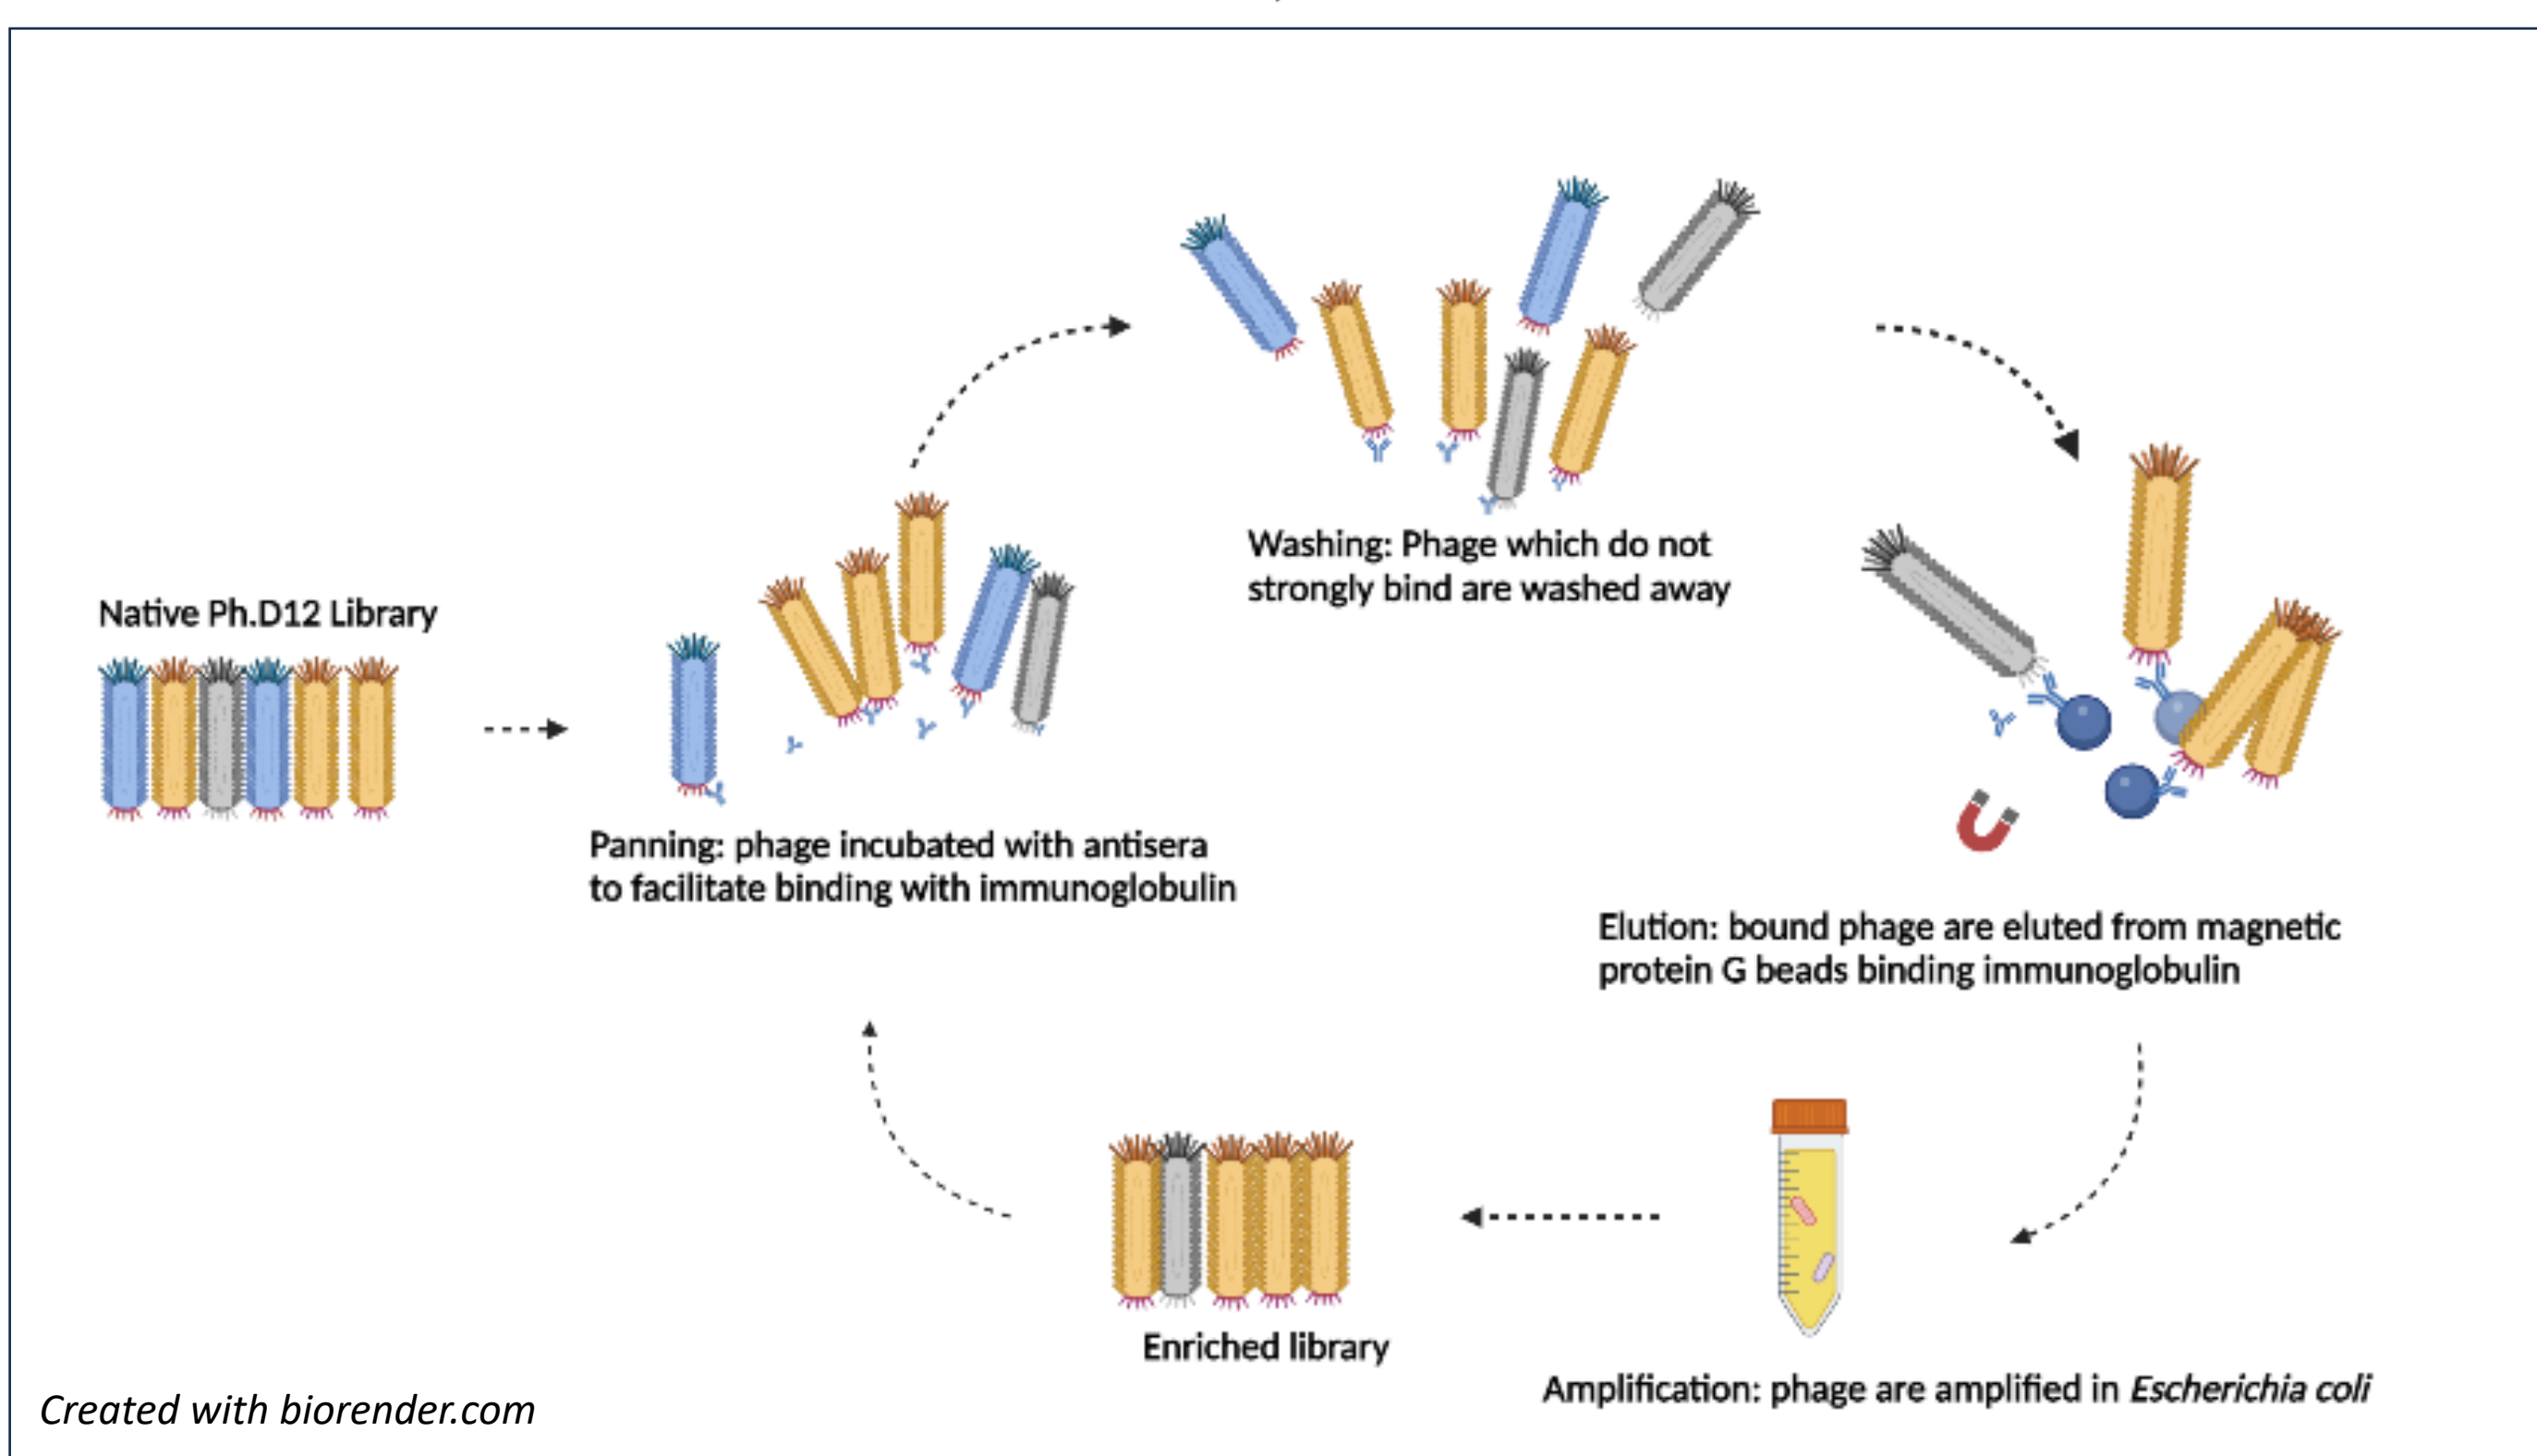 Native Ph.D12 Library
Panning: phage incubated with antisera
to facilitate binding with immunoglobulin
Washing: Phage which do not
strongly bind are washed away
Elution: bound phage are eluted from magnetic
protein G beads binding immunoglobulin
Amplification: phage are amplified in Escherichia coli
Enriched library
Created with biorender.com